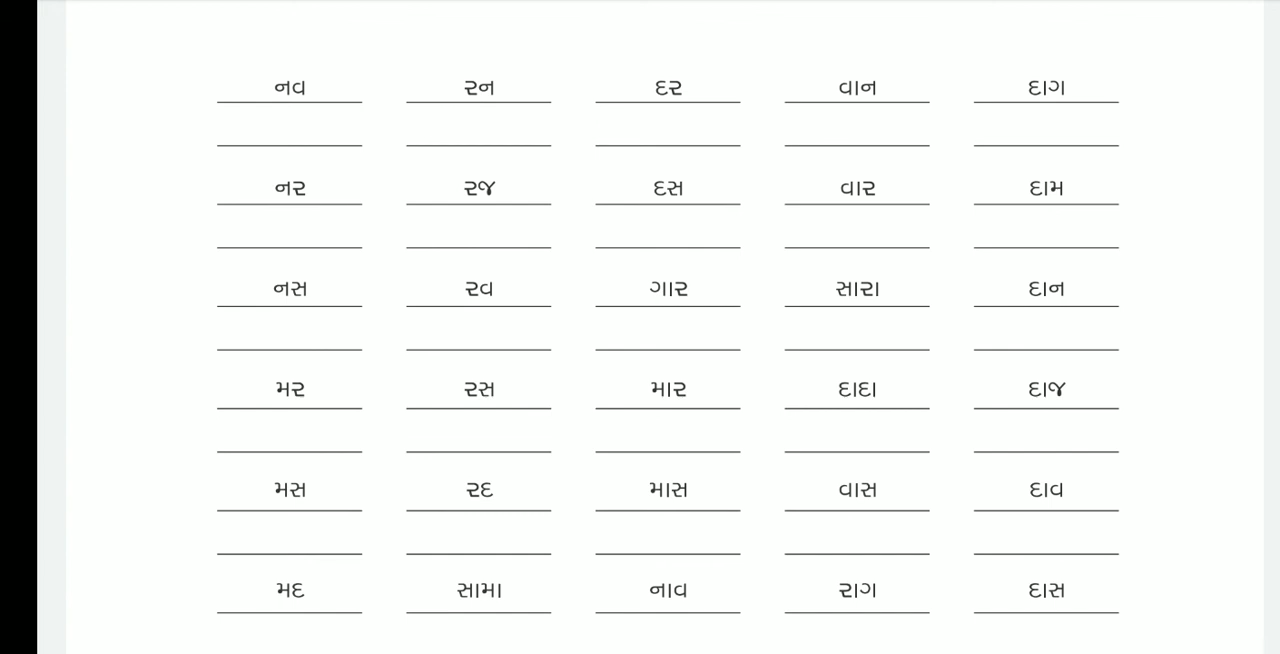 નવ રન દર વાન દાગ
નર રજ દસ વાર દામ
નસ રવ ગાર સારા દાન
મર રસ માર દાદા દાજ
મસ રદ માસ વાસ દાવ
મદ સામા નાવ રાગ દાસ